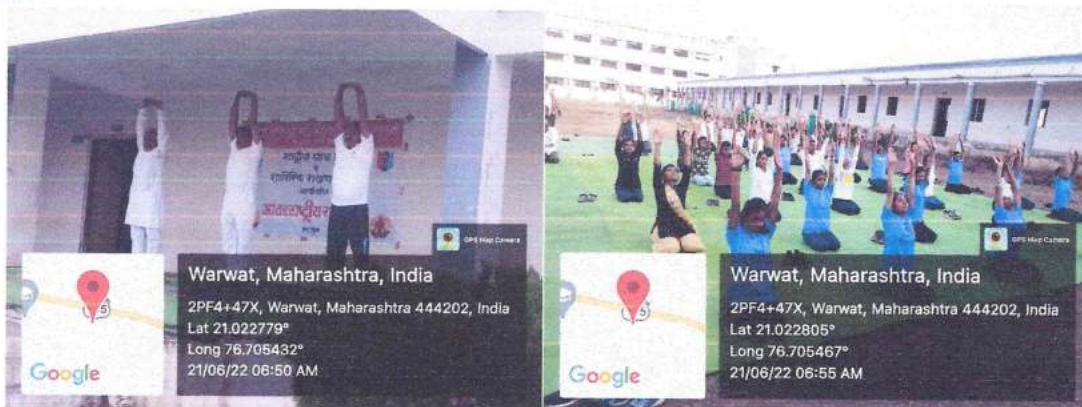 राष्ट्रीय सेवा
व
शारिरिक शिक्षण
आंतरराष्ट्रीय
GPS Map Camera
Warwat, Maharashtra, India
2PF4+47X, Warwat, Maharashtra 444202, India
Lat 21.022779°
Long 76.705432°
21/06/22 06:50 AM
Google
GPS Map Camera
Warwat, Maharashtra, India
2PF4+47X, Warwat, Maharashtra 444202, India
Lat 21.022805°
Long 76.705467°
21/06/22 06:55 AM
Google